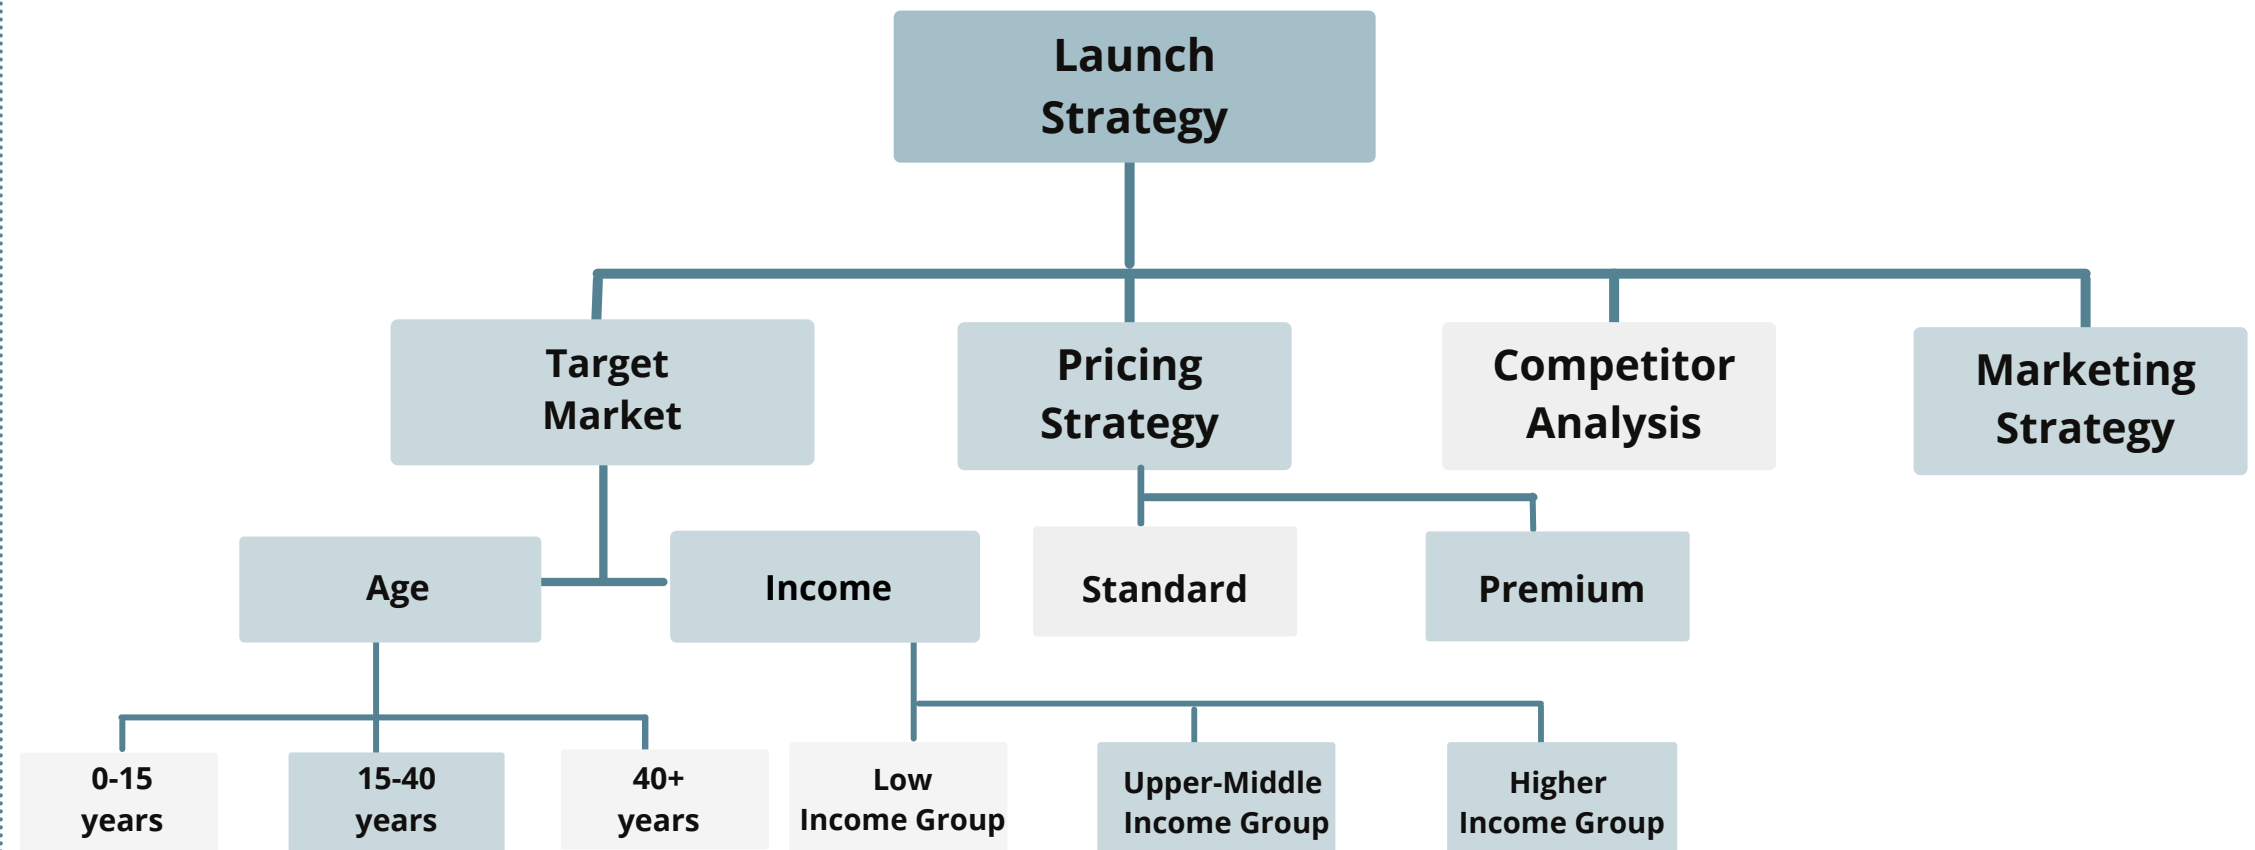 Launch
Strategy
Target
Market
Pricing
Strategy
Competitor
Analysis
Marketing
Strategy
Age
Income
Standard
Premium
0-15
years
15-40
years
40+
years
Low
Income Group
Upper-Middle
Income Group
Higher
Income Group